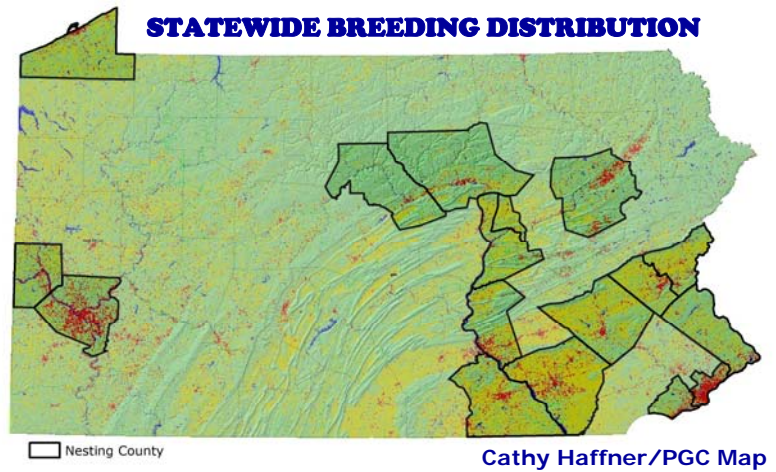 STATEWIDE BREEDING DISTRIBUTION
Nesting County
Cathy Haffner/PGC Map